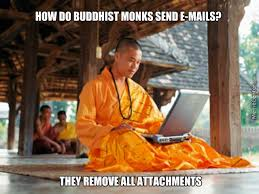 HOW DO BUDDHIST MONKS SEND E-MAILS?
THEY REMOVE ALL ATTACHMENTS